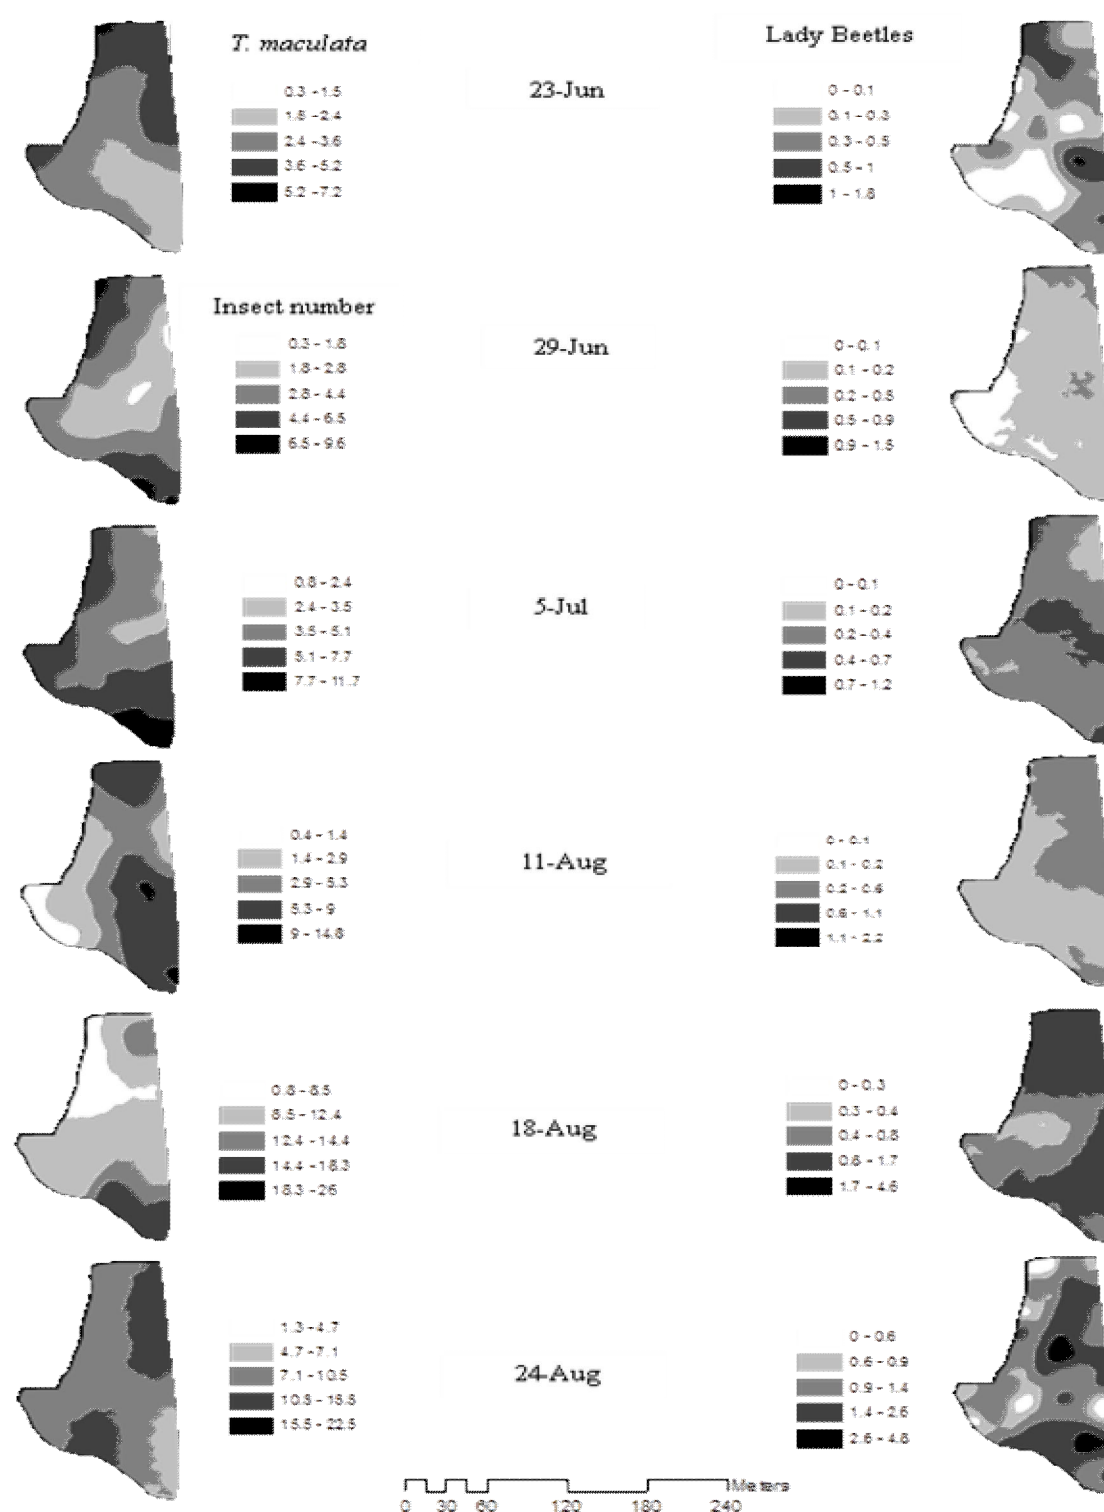 T. maculata
0.3 -1.5
1.5 -2.4
2.4 -3.6
3.6 -5.2
5.2 -7.2
23-Jun
Lady Beetles
0 - 0.1
0.1 - 0.3
0.3 - 0.5
0.5 - 1
1 - 1.8
Insect number
0.3 - 1.8
1.8 - 2.8
2.8 - 4.4
4.4 - 6.5
6.5 - 9.6
29-Jun
0 - 0.1
0.1 - 0.2
0.2 - 0.5
0.5 - 0.9
0.9 - 1.5
0.8 - 2.4
2.4 - 3.5
3.5 - 5.1
5.1 - 7.7
7.7 - 11.7
5-Jul
0 - 0.1
0.1 - 0.2
0.2 - 0.4
0.4 - 0.7
0.7 - 1.2
0.4 - 1.4
1.4 - 2.9
2.9 - 5.3
5.3 - 9
9 - 14.8
11-Aug
0 - 0.1
0.1 - 0.2
0.2 - 0.6
0.6 - 1.1
1.1 - 2.2
0.8 - 8.5
8.5 - 12.4
12.4 - 14.4
14.4 - 18.3
18.3 - 26
18-Aug
0 - 0.3
0.3 - 0.4
0.4 - 0.8
0.8 - 1.7
1.7 - 4.6
1.3 - 4.7
4.7 - 7.1
7.1 - 10.5
10.5 - 15.5
15.5 - 22.5
24-Aug
0 - 0.6
0.6 - 0.9
0.9 - 1.4
1.4 - 2.6
2.6 - 4.8
Meters
0 30 60 120 180 240